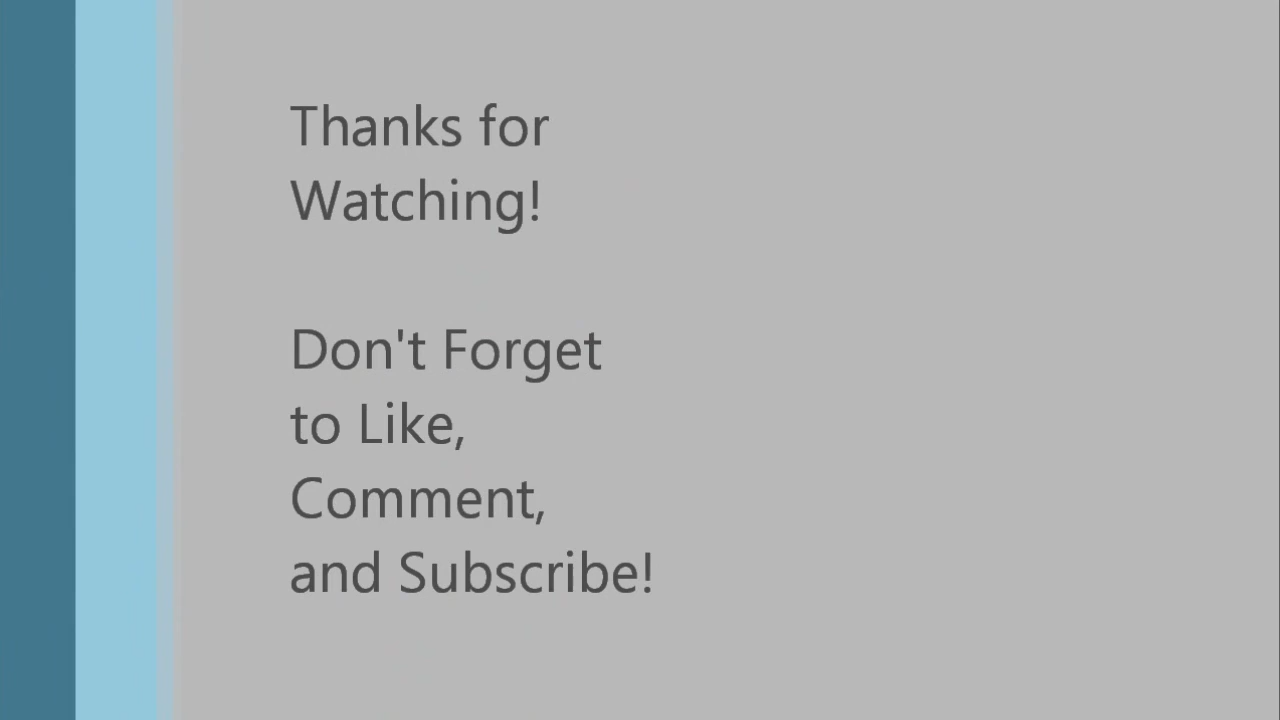 Thanks for
Watching!
Don't Forget
to Like,
Comment,
and Subscribe!